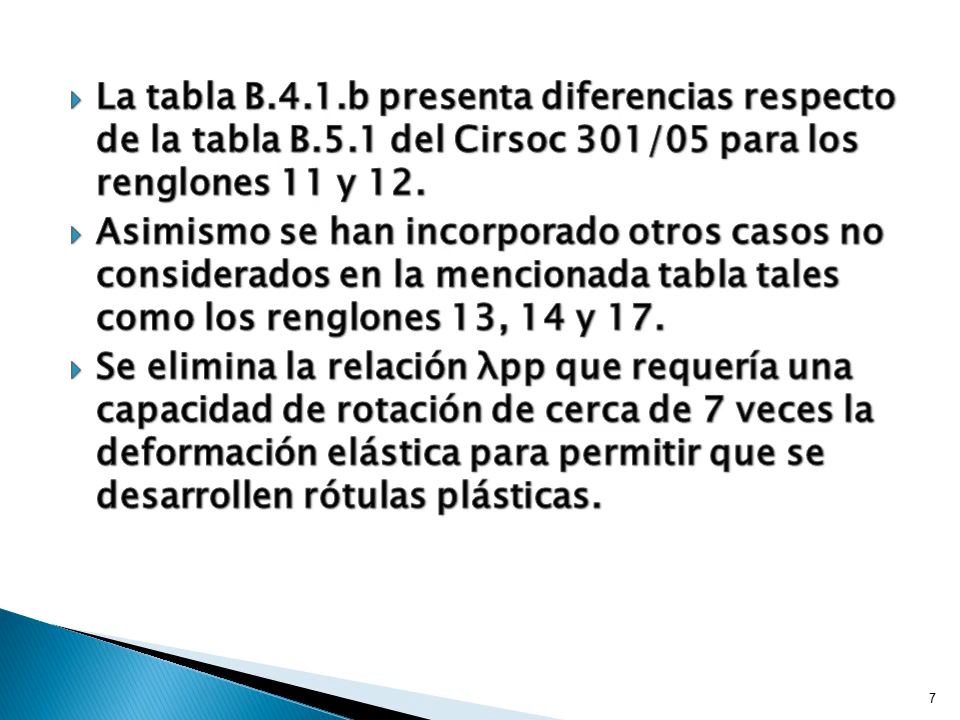 La tabla B.4.1.b presenta diferencias respecto
de la tabla B.5.1 del Cirsoc 301/05 para los
renglones 11 y 12.
Asimismo se han incorporado otros casos no
considerados en la mencionada tabla tales
como los renglones 13, 14 y 17.
Se elimina la relación λpp que requería una
capacidad de rotación de cerca de 7 veces la
deformación elástica para permitir que se
desarrollen rótulas plásticas.
7